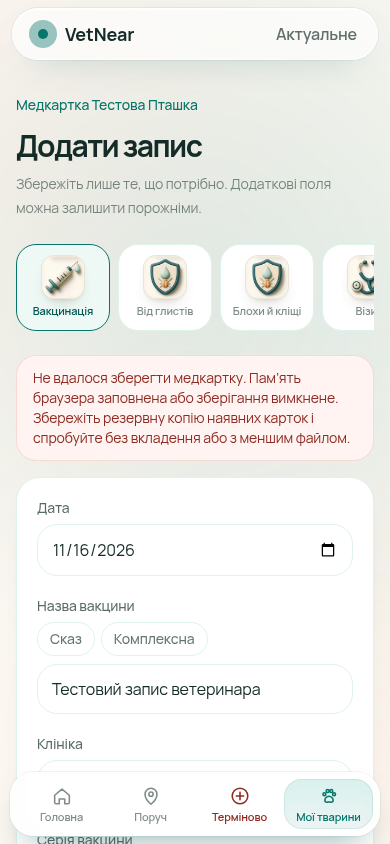 VetNear
Актуальне
Медкартка Тестова Пташка
Додати запис
Збережіть лише те, що потрібно. Додаткові поля
можна залишити порожніми.
Вакцинація
Від глистів
Блохи й кліщі
Візи
Не вдалося зберегти медкартку. Пам’ять
браузера заповнена або зберігання вимкнене.
Збережіть резервну копію наявних карток і
спробуйте без вкладення або з меншим файлом.
Дата
11/16/2026
Назва вакцини
Сказ
Комплексна
Тестовий запис ветеринара
Клініка
Головна
Поруч
Терміново
Мої тварини
Серія вакцини